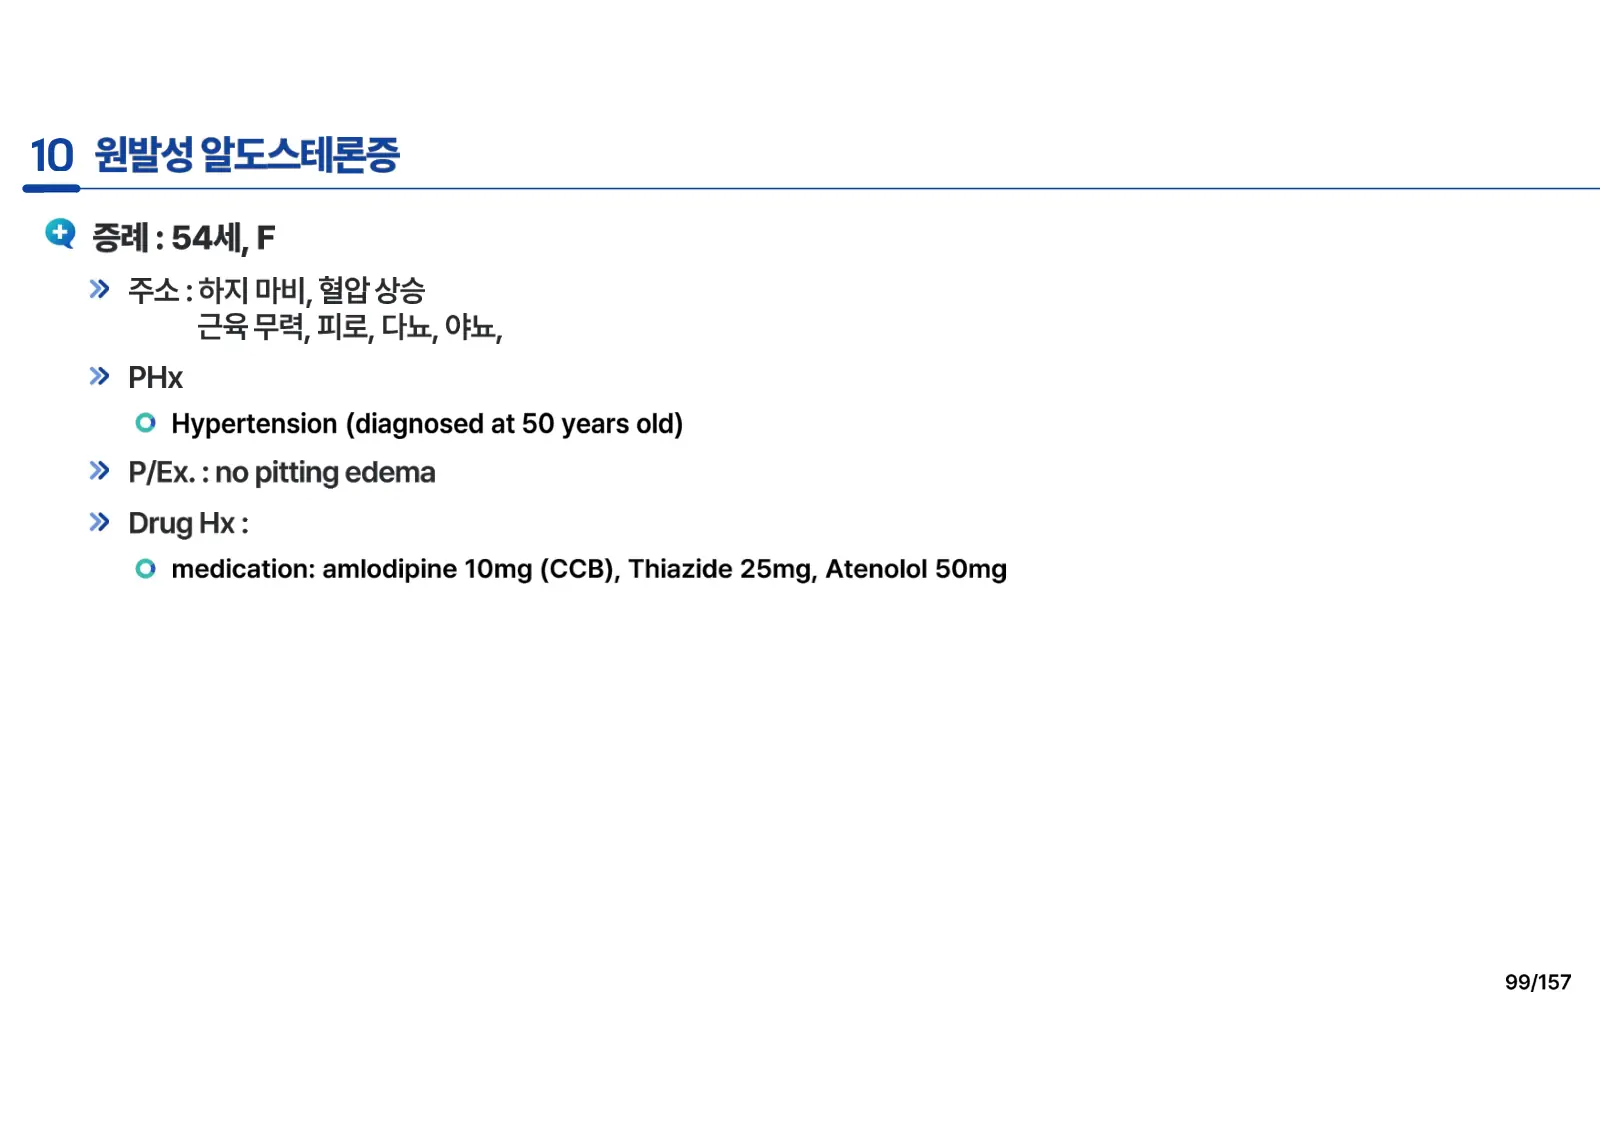 10 원발성 알도스테론증
증례 : 54세, F
주소 : 하지 마비, 혈압 상승
근육 무력, 피로, 다뇨, 야뇨,
PHx
Hypertension (diagnosed at 50 years old)
P/Ex. : no pitting edema
Drug Hx :
medication: amlodipine 10mg (CCB), Thiazide 25mg, Atenolol 50mg
99/157